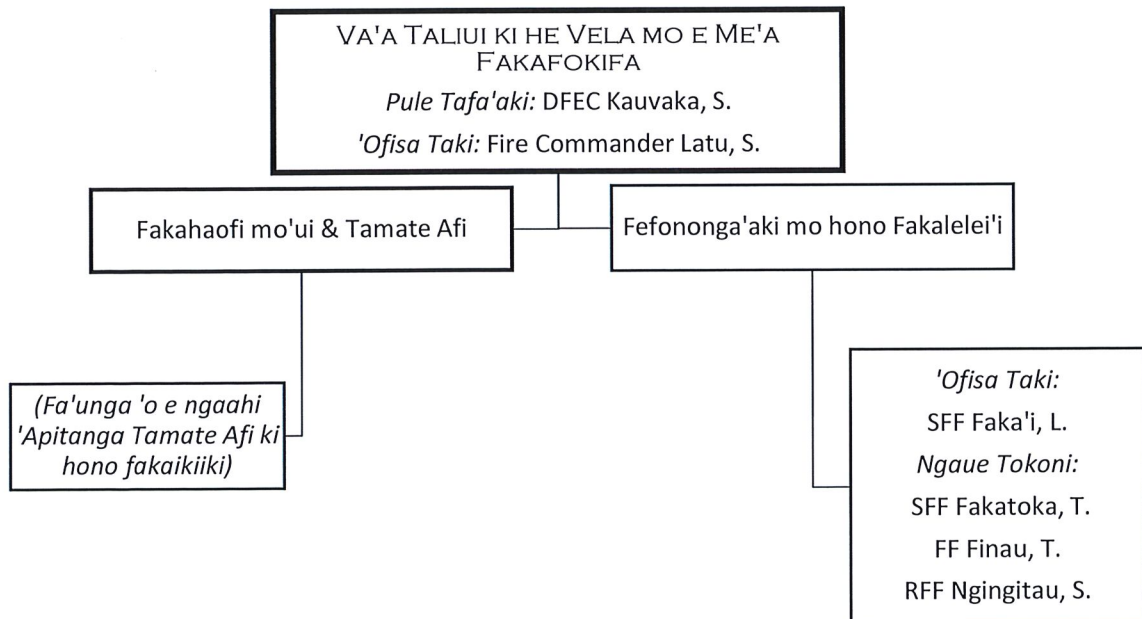 VA'A TALIUI KI HE VELA MO E ME'A
FAKAFOKIFA
Pule Tafa'aki: DFEC Kauvaka, S.
'Ofisa Taki: Fire Commander Latu, S.
Fakahaofi mo'ui & Tamate Afi
Fefononga'aki mo hono Fakalelei'i
(Fa'unga 'o e ngaahi
'Apitanga Tamate Afi ki
hono fakaikiiki)
'Ofisa Taki:
SFF Faka'i, L.
Ngaue Tokoni:
SFF Fakatoka, T.
FF Finau, T.
RFF Ngingitau, S.